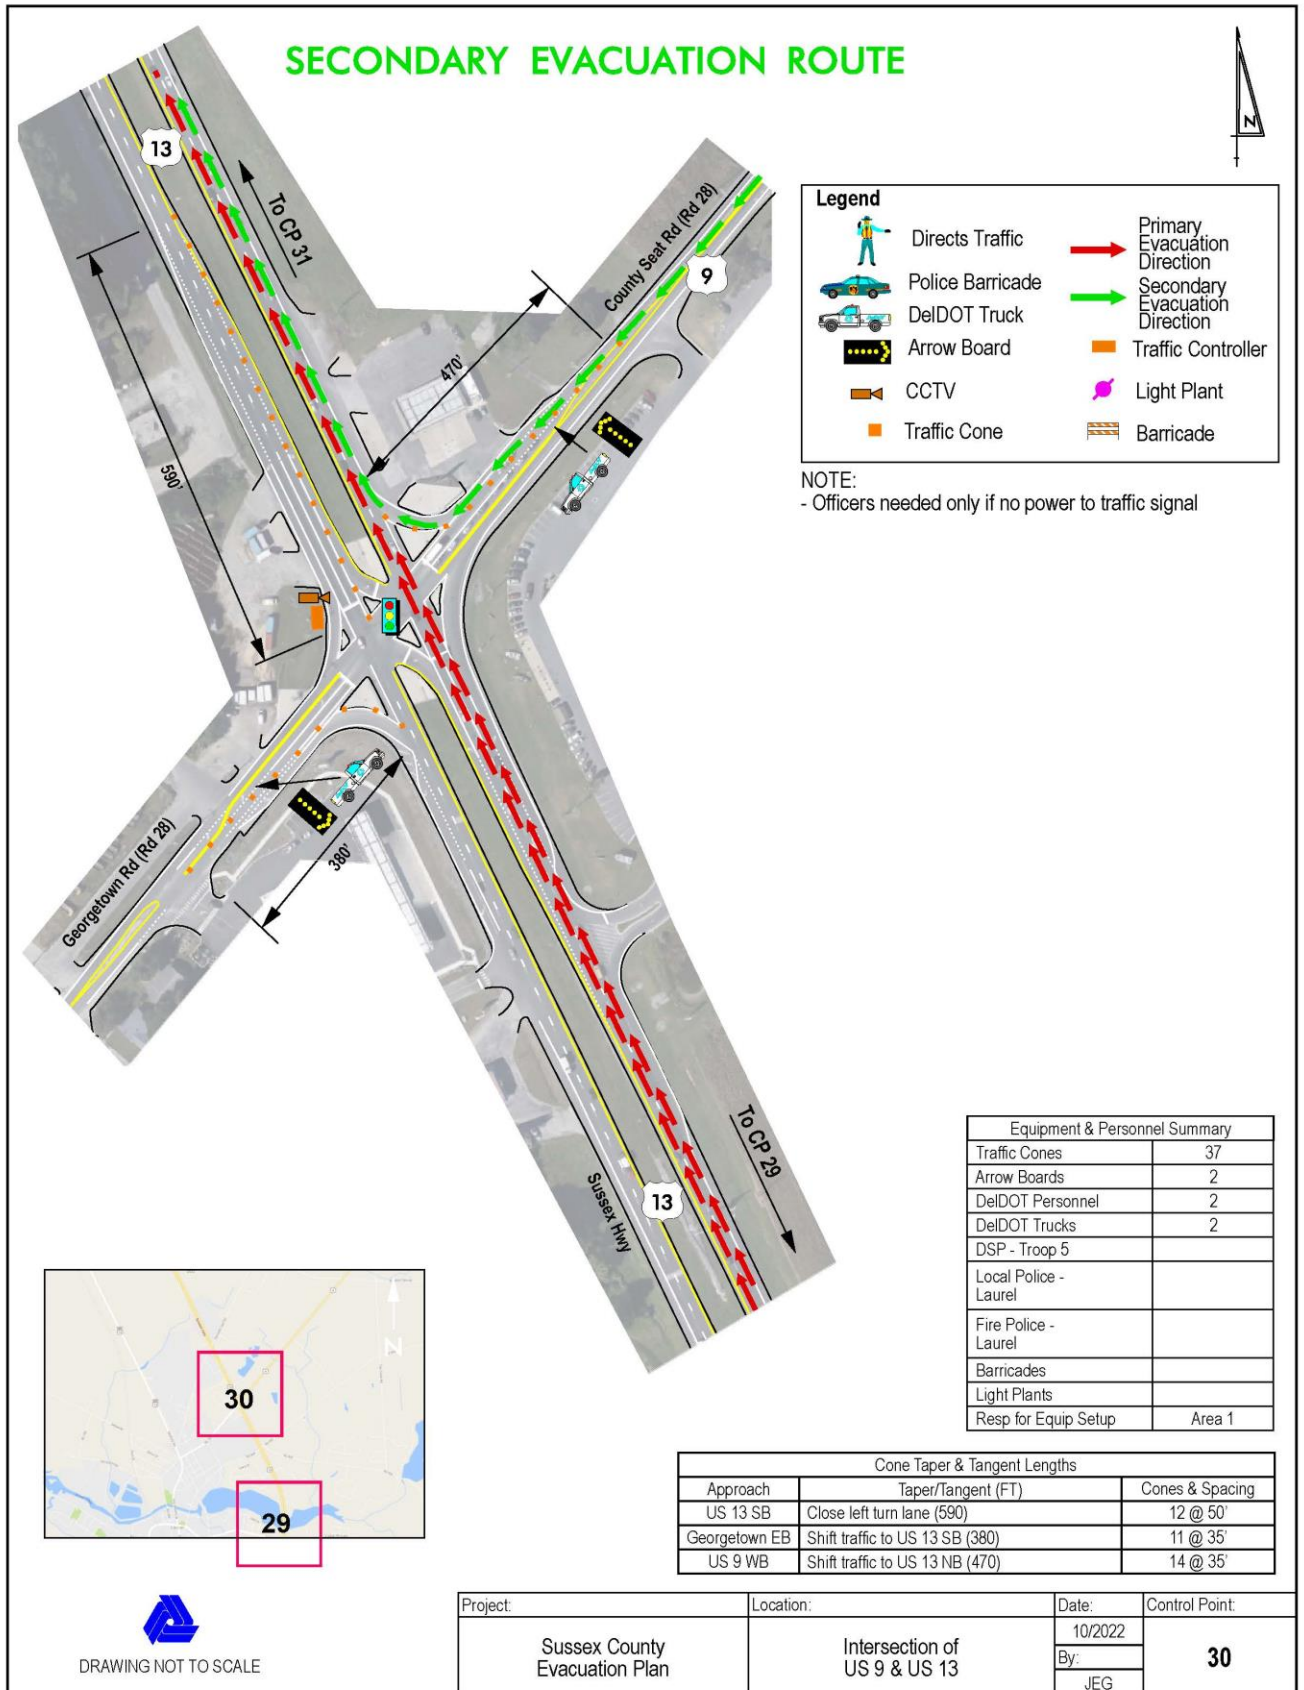 SECONDARY EVACUATION ROUTE
N
13
To CP 31
County Seat Rd (Rd 28)
9
470'
590'
Legend
Directs Traffic
Police Barricade
DelDOT Truck
Arrow Board
CCTV
Traffic Cone
Primary
Evacuation
Direction
Secondary
Evacuation
Direction
Traffic Controller
Light Plant
Barricade
NOTE:
- Officers needed only if no power to traffic signal
Georgetown Rd (Rd 28)
380'
Sussex Hwy
13
To CP 29
Equipment & Personnel Summary
Traffic Cones 37
Arrow Boards 2
DelDOT Personnel 2
DelDOT Trucks 2
DSP - Troop 5
Local Police -
Laurel
Fire Police -
Laurel
Barricades
Light Plants
Resp for Equip Setup Area 1
N
30
29
Cone Taper & Tangent Lengths
Approach Taper/Tangent (FT) Cones & Spacing
US 13 SB Close left turn lane (590) 12 @ 50'
Georgetown EB Shift traffic to US 13 SB (380) 11 @ 35'
US 9 WB Shift traffic to US 13 NB (470) 14 @ 35'
DRAWING NOT TO SCALE
Project:
Sussex County
Evacuation Plan
Location:
Intersection of
US 9 & US 13
Date:
10/2022
By:
JEG
Control Point:
30